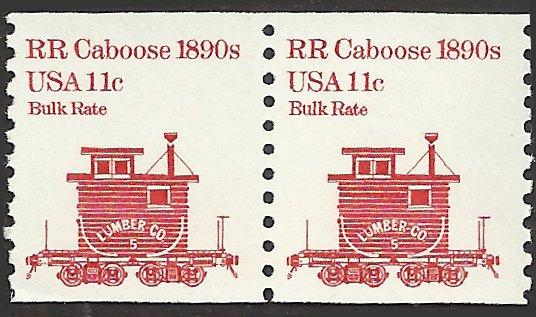 RR Caboose 1890s
USA 11c
Bulk Rate
LUMBER-CO.
5
RR Caboose 1890s
USA 11c
Bulk Rate
LUMBER-CO.
5